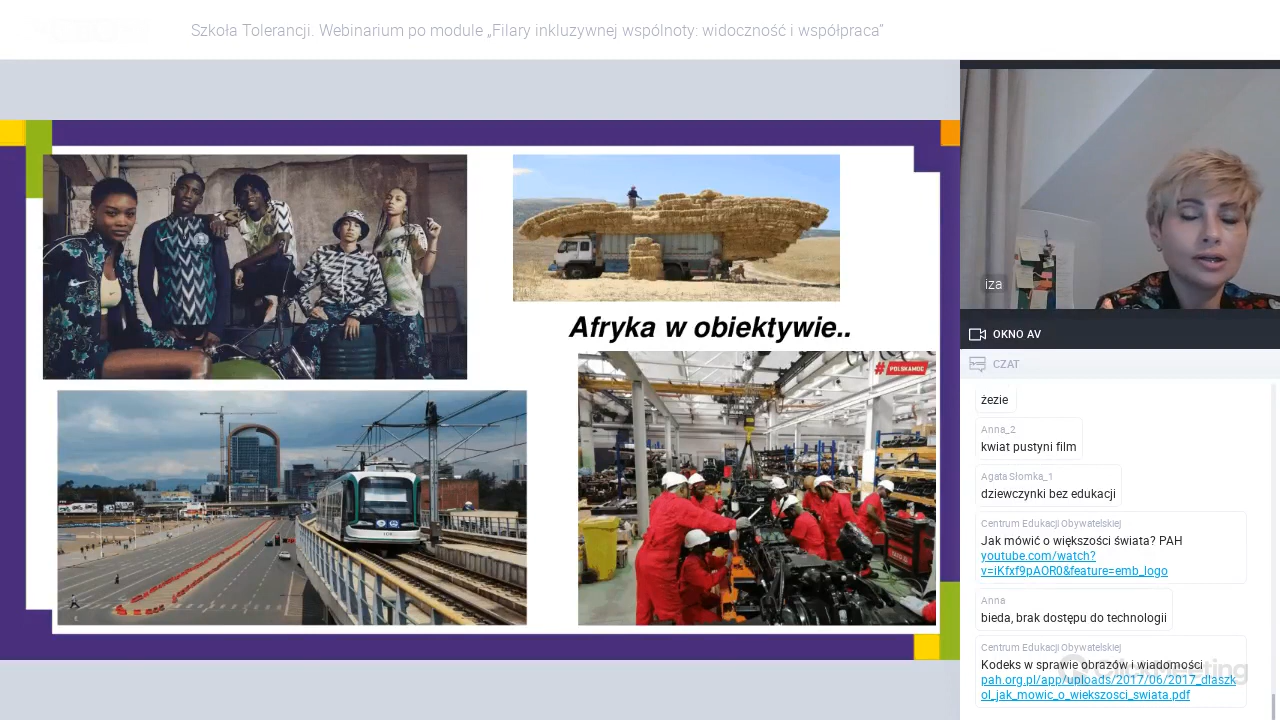 Szkoła Tolerancji. Webinarium po module „Filary inkluzywnej wspólnoty: widoczność i współpraca”
Afryka w obiektywie..
#POLSKAMOC
iza
OKNO AV
CZAT
żezie
Anna_2
kwiat pustyni film
Agata Słomka_1
dziewczynki bez edukacji
Centrum Edukacji Obywatelskiej
Jak mówić o większości świata? PAH
youtube.com/watch?
v=iKfxf9pAOR0&feature=emb_logo
Anna
bieda, brak dostępu do technologii
Centrum Edukacji Obywatelskiej
Kodeks w sprawie obrazów i wiadomości
pah.org.pl/app/uploads/2017/06/2017_dlaszk
ol_jak_mowic_o_wiekszosci_swiata.pdf